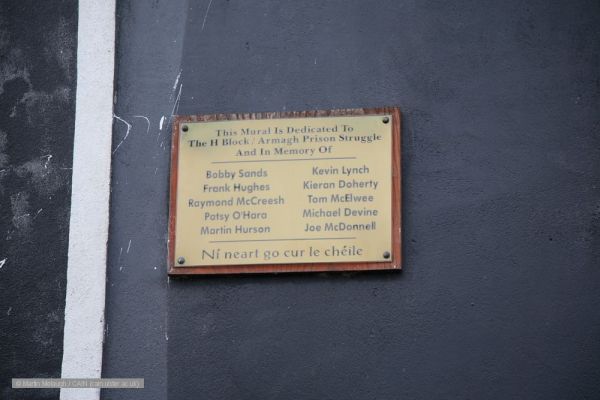 This Mural Is Dedicated To
The H Block / Armagh Prison Struggle
And In Memory Of
Bobby Sands
Frank Hughes
Raymond McCreesh
Patsy O'Hara
Martin Hurson
Kevin Lynch
Kieran Doherty
Tom McElwee
Michael Devine
Joe McDonnell
Ní neart go cur le chéile
© Martin Melaugh / CAIN (cain.ulster.ac.uk)